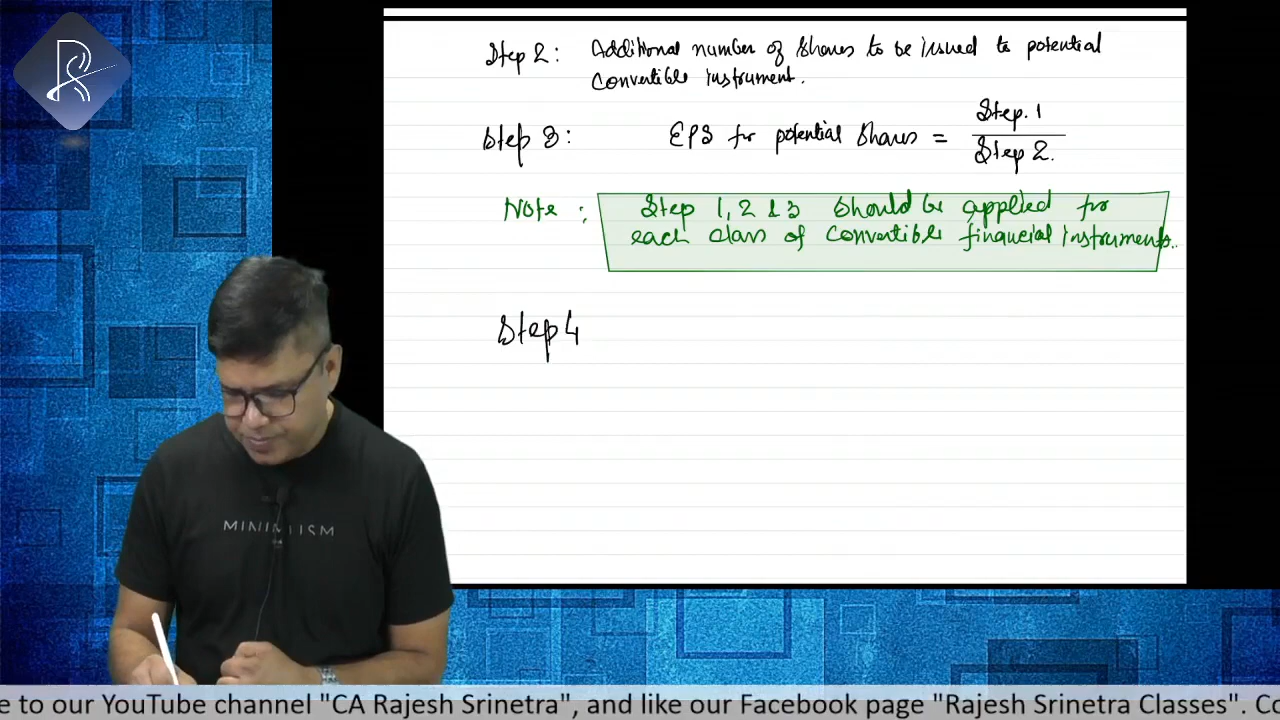 Step 2: Additional number of shares to be issued to potential
Convertible instrument.
Step 3: EPS for potential shares = Step. 1
Step 2.
Note : Step 1, 2 & 3 should be applied for
each class of convertible financial instruments..
Step 4
MINIMLISM
e to our YouTube channel "CA Rajesh Srinetra", and like our Facebook page "Rajesh Srinetra Classes". Co